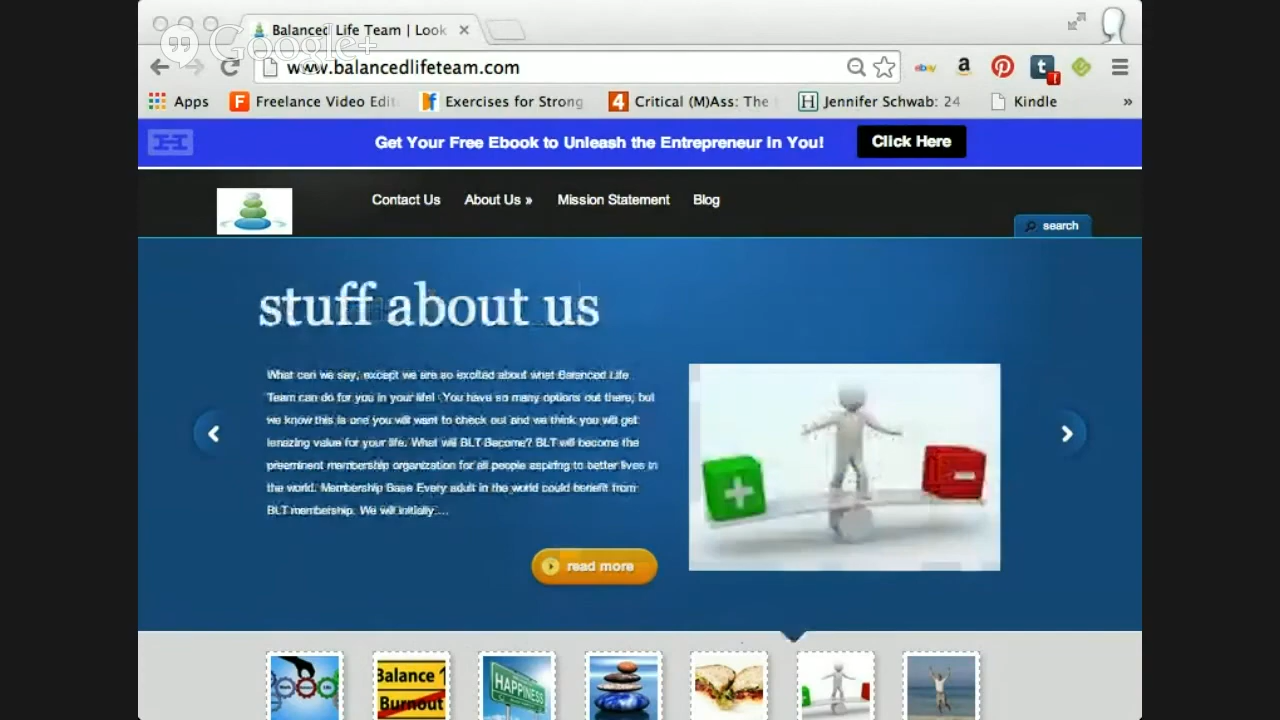 Balanced Life Team | Look
Google+
www.balancedlifeteam.com
ebay
a
t
Apps
F
Freelance Video Edit
f
Exercises for Strong
4
Critical (M)Ass: The
H
Jennifer Schwab: 24
Kindle
»
H
Get Your Free Ebook to Unleash the Entrepreneur in You!
Click Here
Contact Us
About Us »
Mission Statement
Blog
search
stuff about us
What can we say, except we are so excited about what Balanced Life
Team can do for you in your life! You have so many options out there, but
we know this is one you will want to check out and we think you will get
amazing value for your life. What will BLT Become? BLT will become the
preeminent membership organization for all people aspiring to better lives in
the world. Membership Base Every adult in the world could benefit from
BLT membership. We will initially....
read more
Balance
Burnout
HAPPINESS